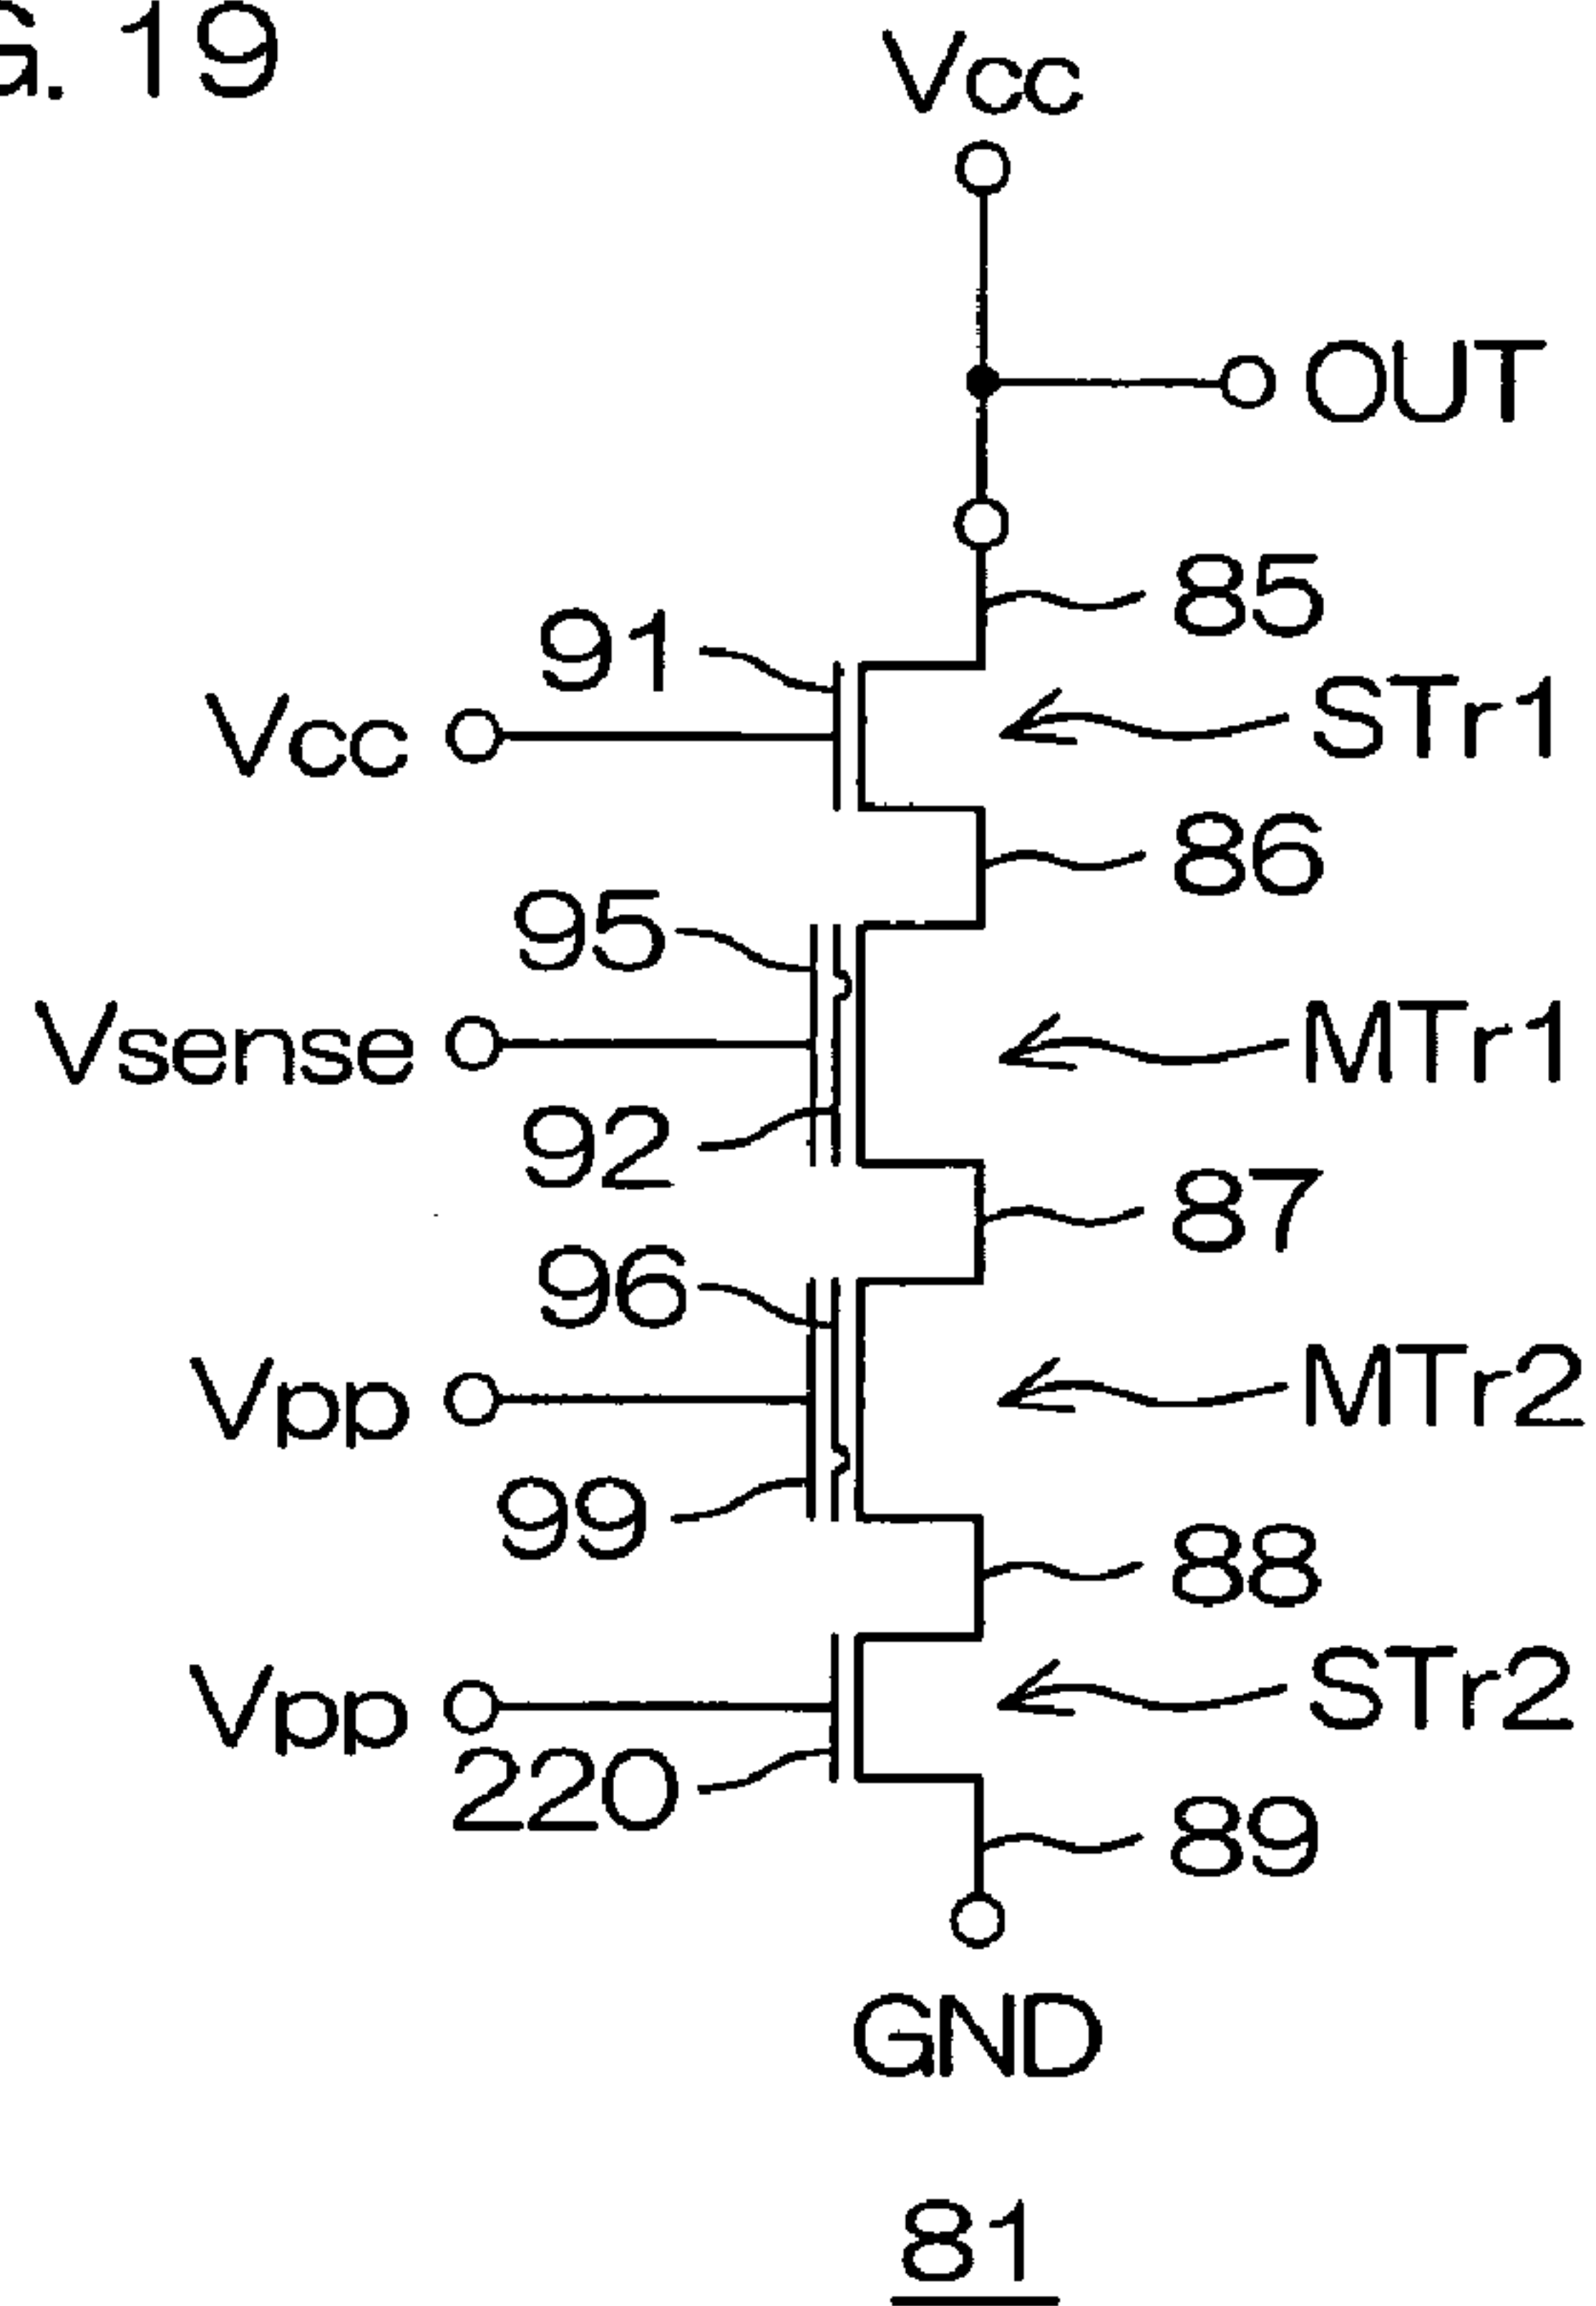 G. 19
Vcc
OUT
85
91
Vcc
STr1
86
95
Vsense
MTr1
92
87
96
Vpp
MTr2
99
88
Vpp
STr2
220
89
GND
81